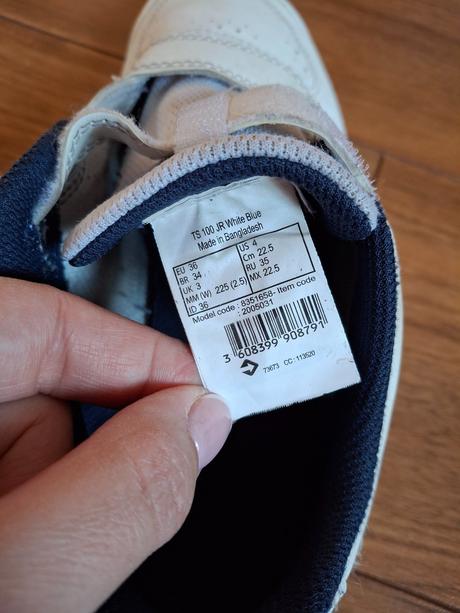 TS 100 JR White Blue
Made in Bangladesh
EU 36 US 4
BR 34 Cm 22.5
UK 3 RU 35
MM (W) 225 (2.5) MX 22.5
ID 36
Model code : 8351658- Item code
: 2005031
3 608399 908791
73673 CC : 113520